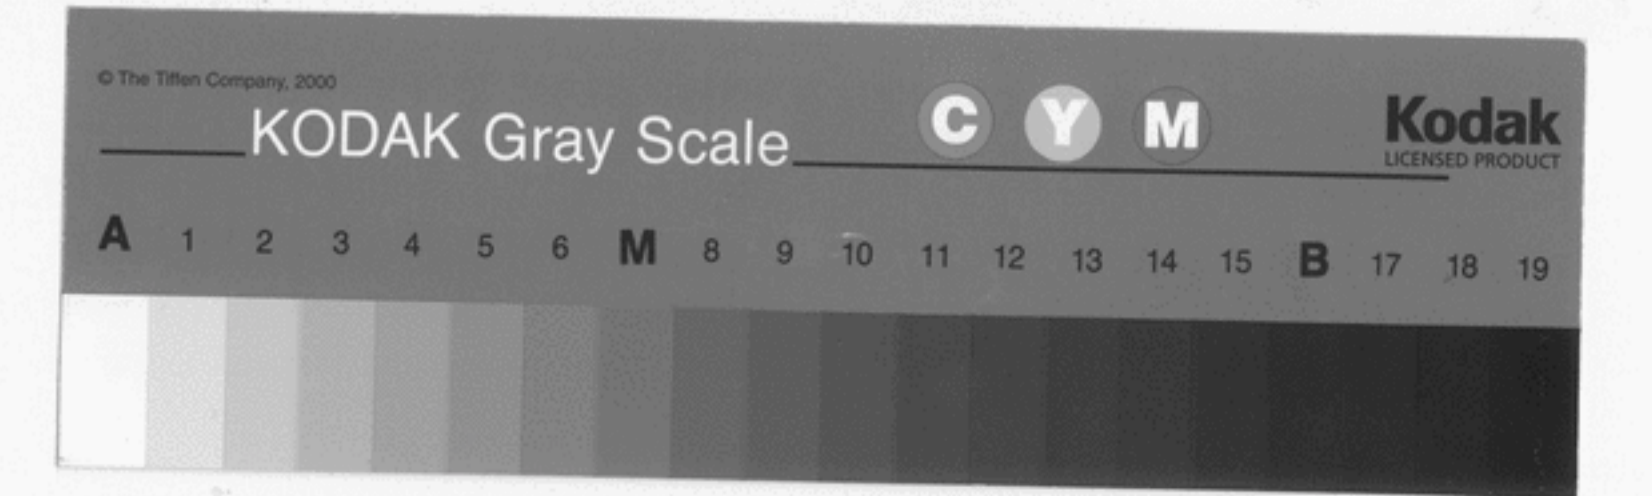 © The Tiffen Company, 2000
KODAK Gray Scale
C Y M
Kodak
LICENSED PRODUCT
A 1 2 3 4 5 6 M 8 9 10 11 12 13 14 15 B 17 18 19